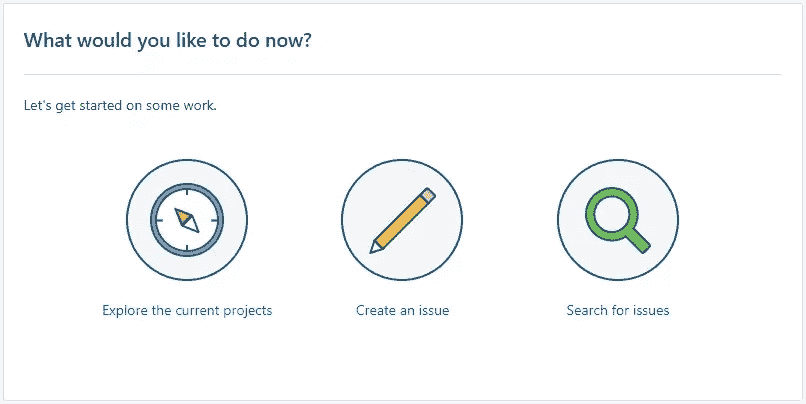 What would you like to do now?
Let's get started on some work.
Explore the current projects
Create an issue
Search for issues